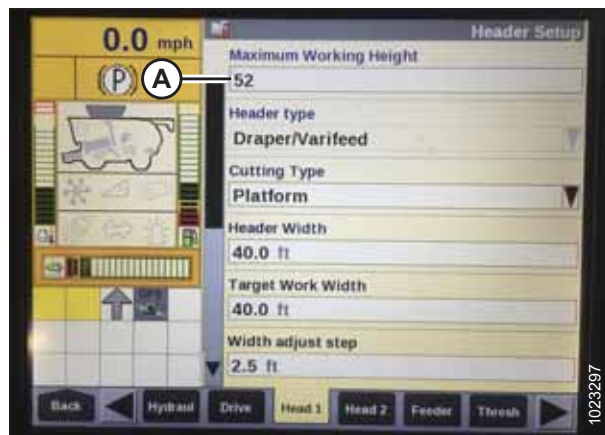 0.0 mph
(P)
A
Header Setup
Maximum Working Height
52
Header type
Draper/Varifeed
Cutting Type
Platform
Header Width
40.0 ft
Target Work Width
40.0 ft
Width adjust step
2.5 ft
Back
Hydraul
Drive
Head 1
Head 2
Feeder
Thresh
1023297